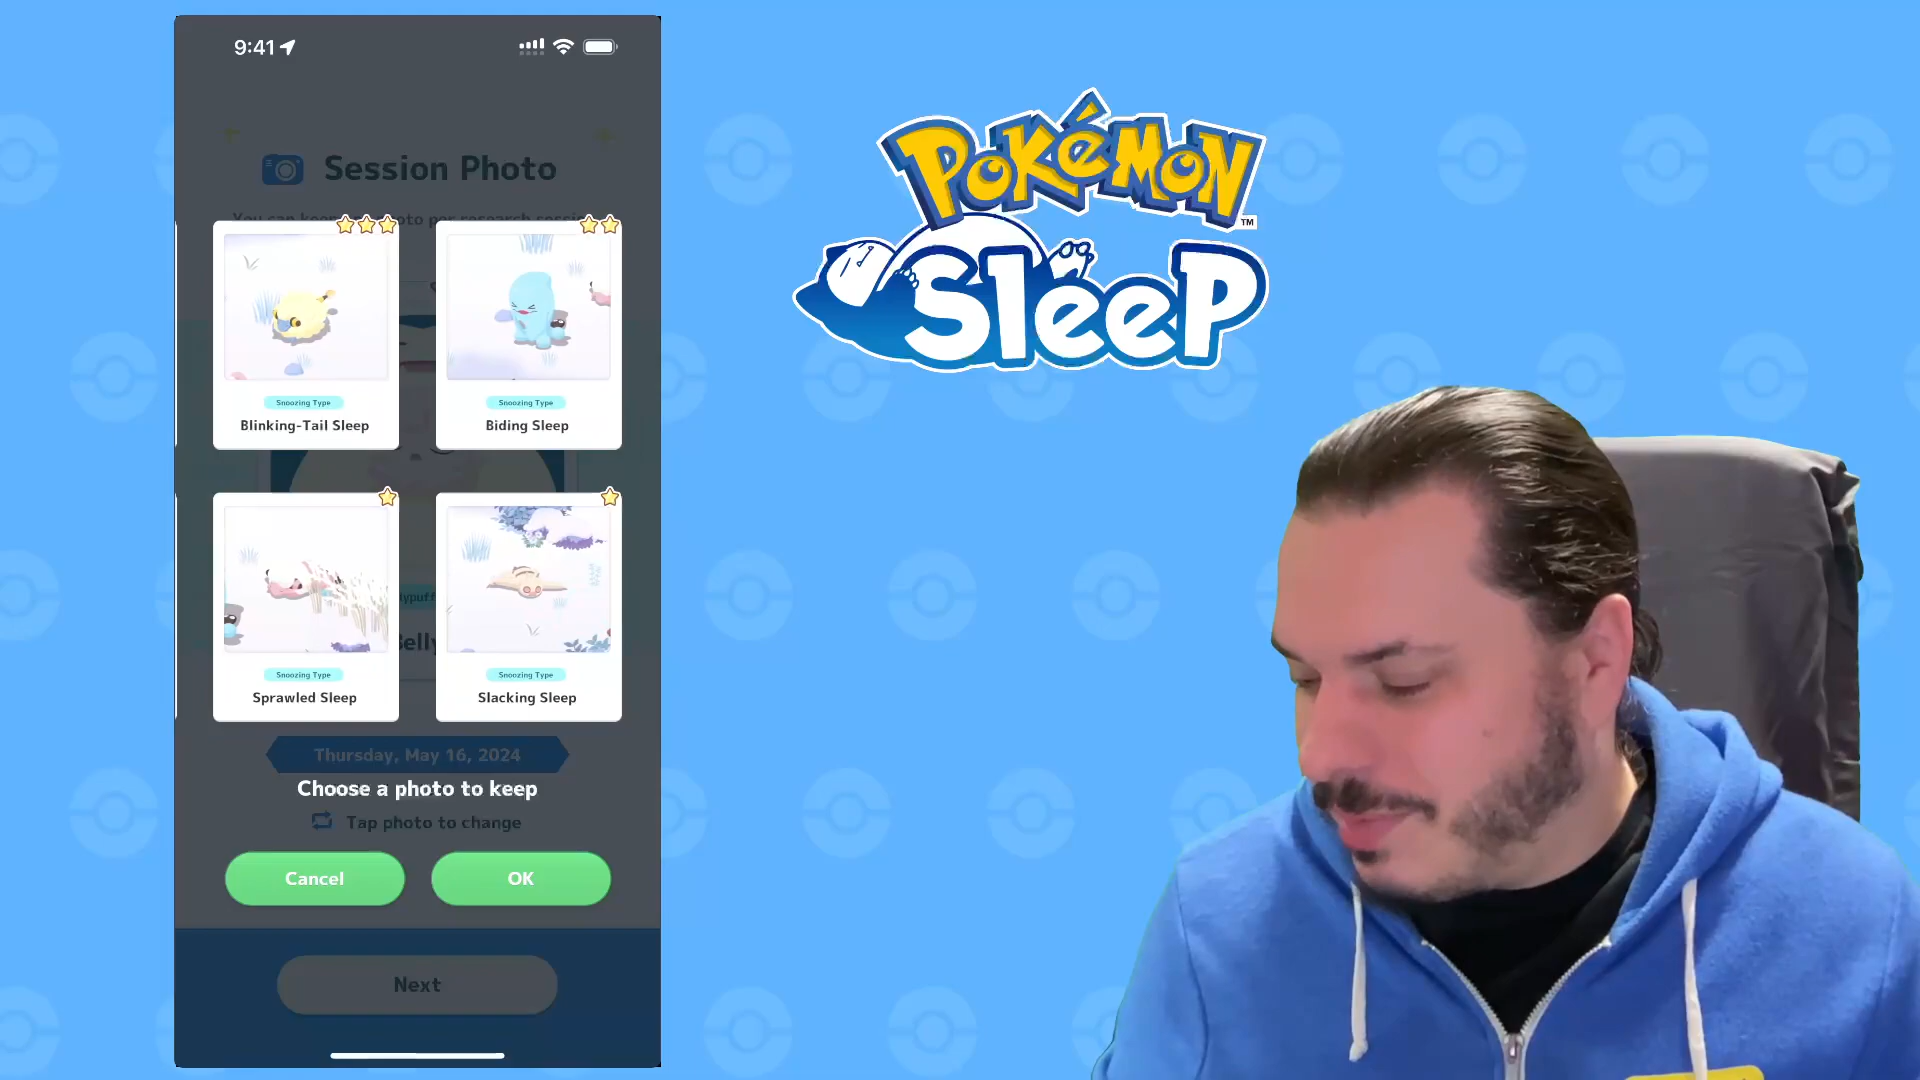 9:41
Session Photo
Blinking-Tail Sleep
Snoozing Type
Biding Sleep
Snoozing Type
Sprawled Sleep
Snoozing Type
Slacking Sleep
Snoozing Type
Thursday, May 16, 2024
Choose a photo to keep
Tap photo to change
Cancel
OK
Next
POKÉMON
TM
Sleep